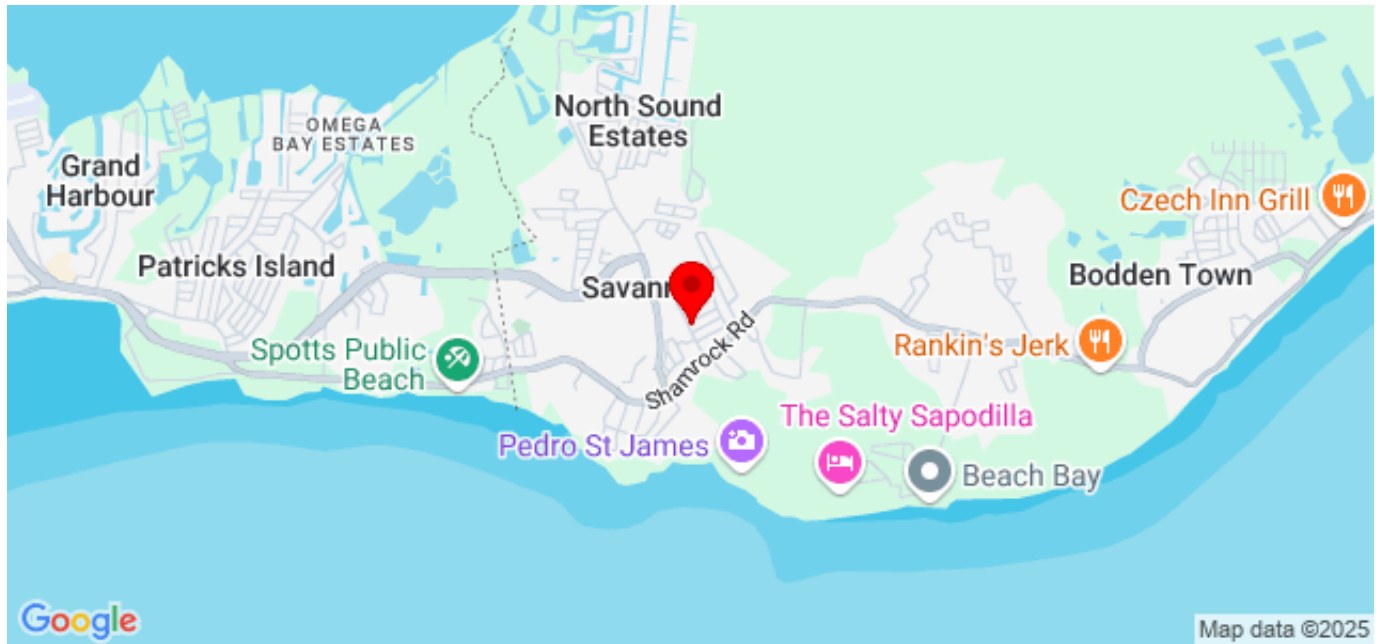 North Sound
Estates
OMEGA
BAY ESTATES
Grand
Harbour
Patricks Island
Czech Inn Grill
Bodden Town
Spotts Public
Beach
Shamrock Rd
Rankin's Jerk
The Salty Sapodilla
Pedro St James
Beach Bay
Google
Map data ©2025